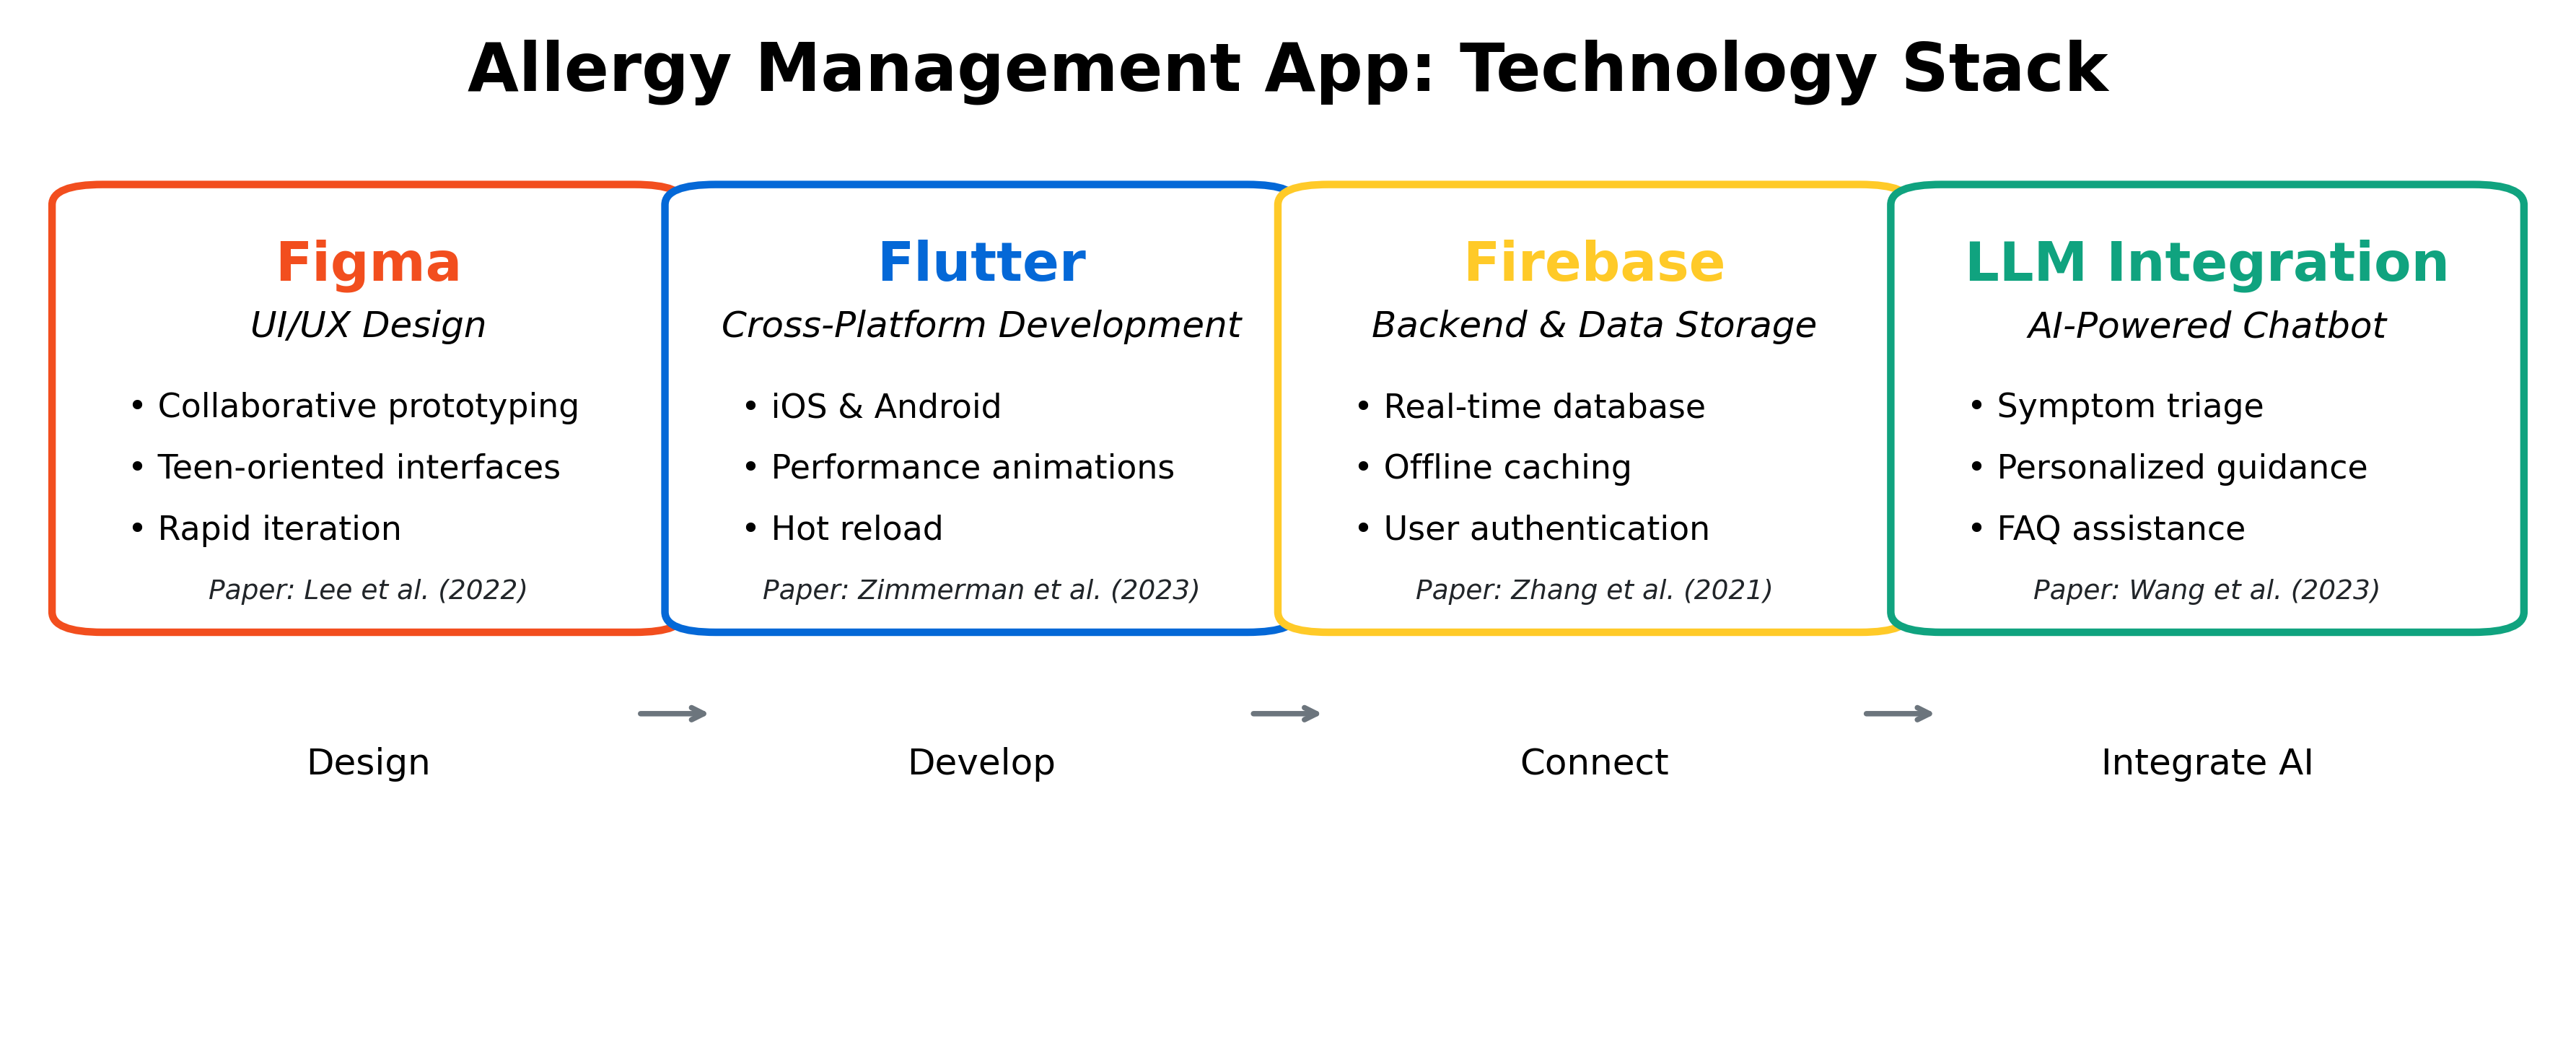 Allergy Management App: Technology Stack
Figma
UI/UX Design
• Collaborative prototyping
• Teen-oriented interfaces
• Rapid iteration
Paper: Lee et al. (2022)
Flutter
Cross-Platform Development
• iOS & Android
• Performance animations
• Hot reload
Paper: Zimmerman et al. (2023)
Firebase
Backend & Data Storage
• Real-time database
• Offline caching
• User authentication
Paper: Zhang et al. (2021)
LLM Integration
AI-Powered Chatbot
• Symptom triage
• Personalized guidance
• FAQ assistance
Paper: Wang et al. (2023)
Design
Develop
Connect
Integrate AI